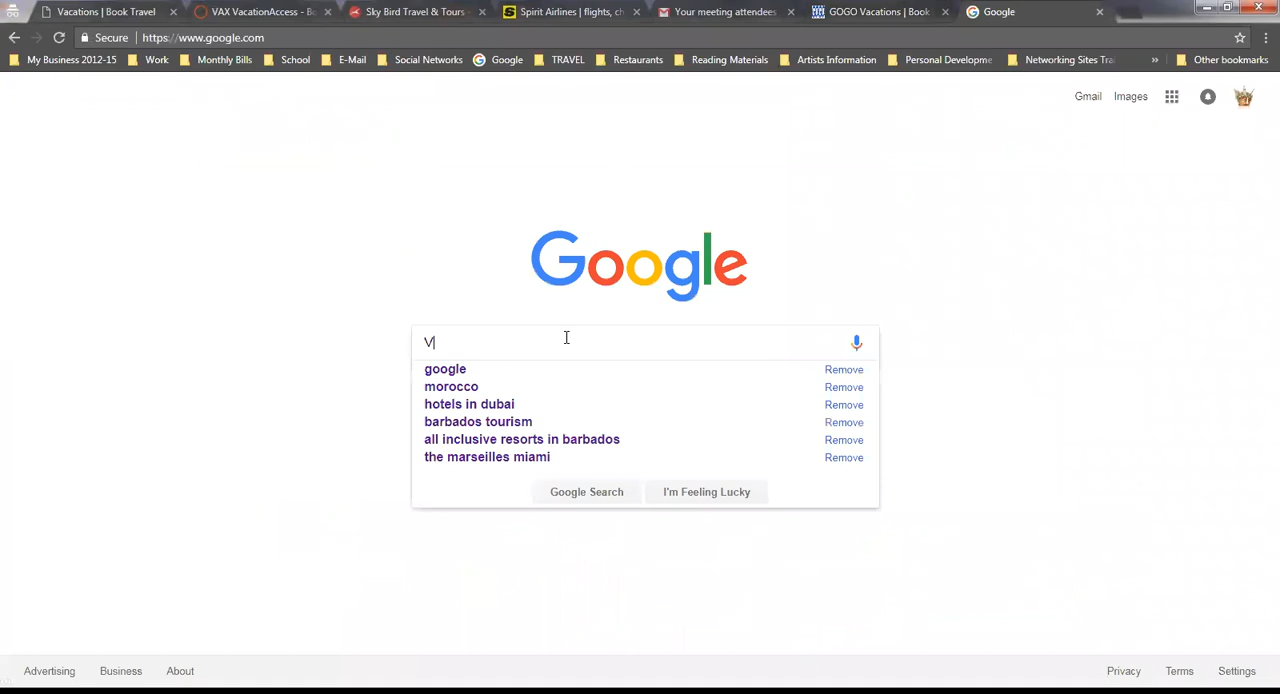 Vacations | Book Travel
VAX VacationAccess - Bo
Sky Bird Travel & Tours
Spirit Airlines | flights, ch
Your meeting attendees
GOGO Vacations | Book
Google
Secure
https://www.google.com
My Business 2012-15
Work
Monthly Bills
School
E-Mail
Social Networks
Google
TRAVEL
Restaurants
Reading Materials
Artists Information
Personal Developme
Networking Sites Tra
»
Other bookmarks
Gmail
Images
Google
V
google Remove
morocco Remove
hotels in dubai Remove
barbados tourism Remove
all inclusive resorts in barbados Remove
the marseilles miami Remove
Google Search
I'm Feeling Lucky
Advertising
Business
About
Privacy
Terms
Settings